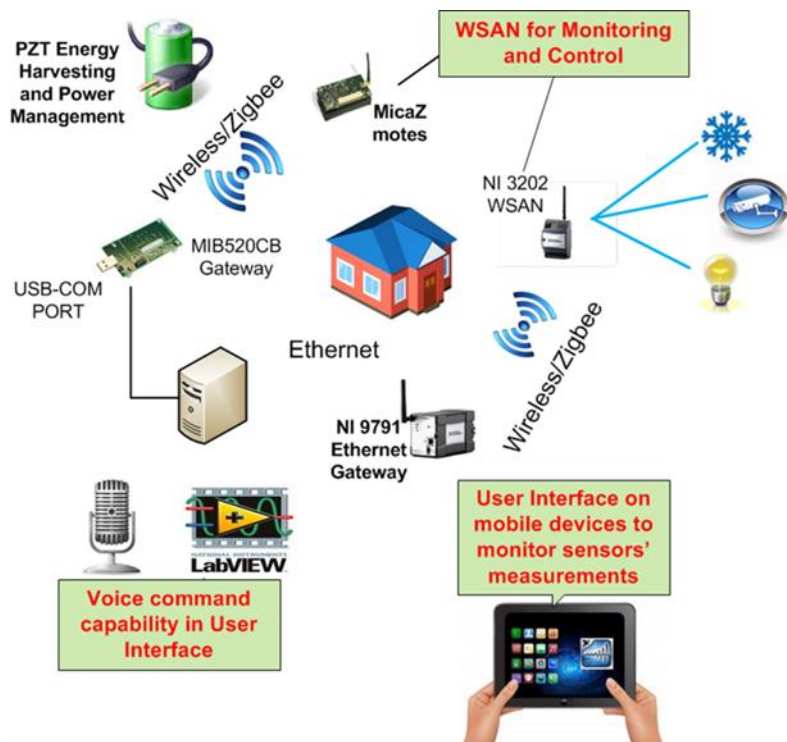 PZT Energy
Harvesting
and Power
Management
WSAN for Monitoring
and Control
MicaZ
motes
Wireless/Zigbee
NI 3202
WSAN
MIB520CB
Gateway
USB-COM
PORT
Ethernet
Wireless/Zigbee
NI 9791
Ethernet
Gateway
NATIONAL INSTRUMENTS
LabVIEW
Voice command
capability in User
Interface
User Interface on
mobile devices to
monitor sensors’
measurements